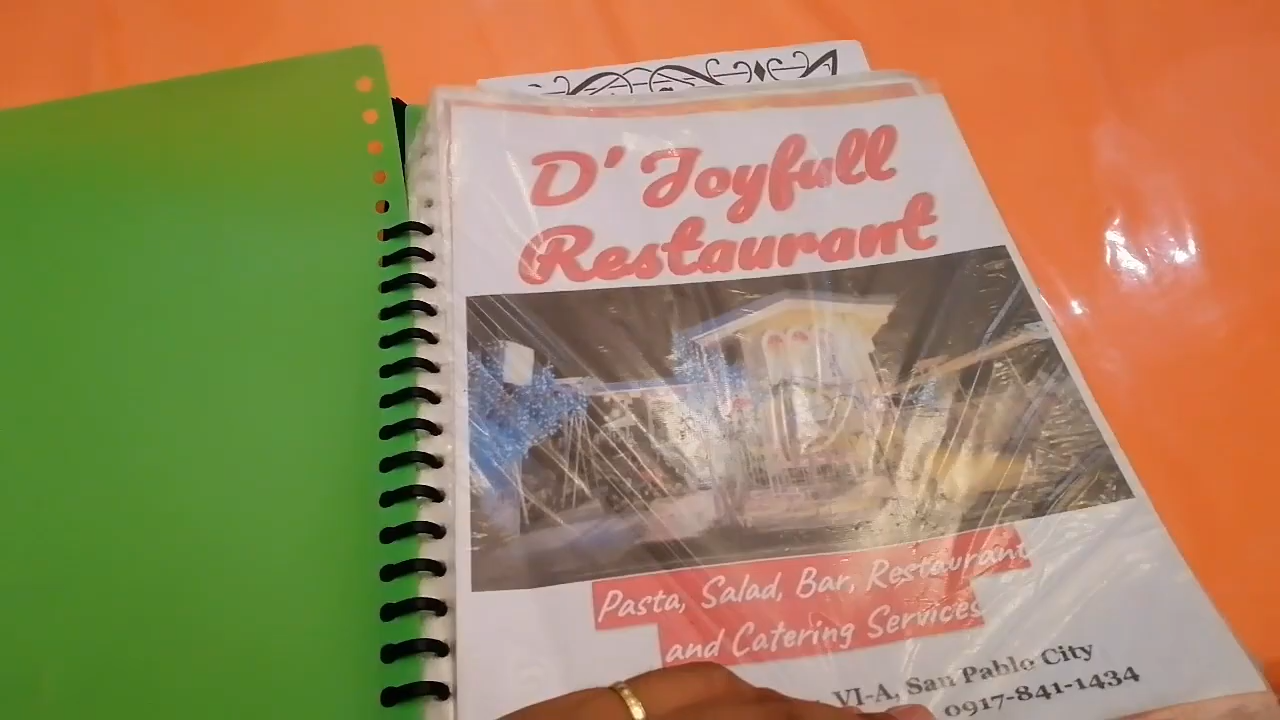 D' Joyfull
Restaurant
Pasta, Salad, Bar, Restaurant
and Catering Services
VI-A, San Pablo City
0917-841-1434